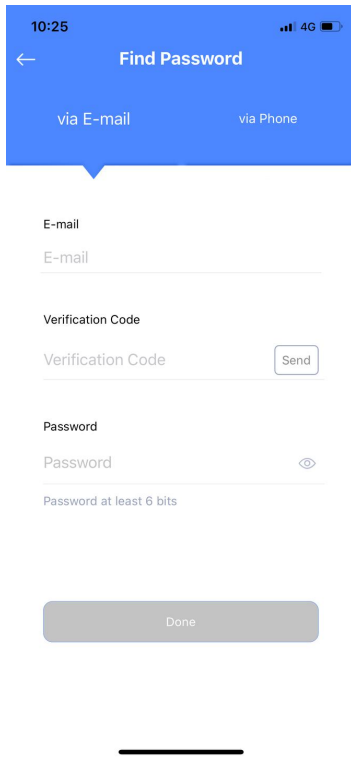 10:25 4G
Find Password
via E-mail via Phone
E-mail
E-mail
Verification Code
Verification Code Send
Password
Password
Password at least 6 bits
Done